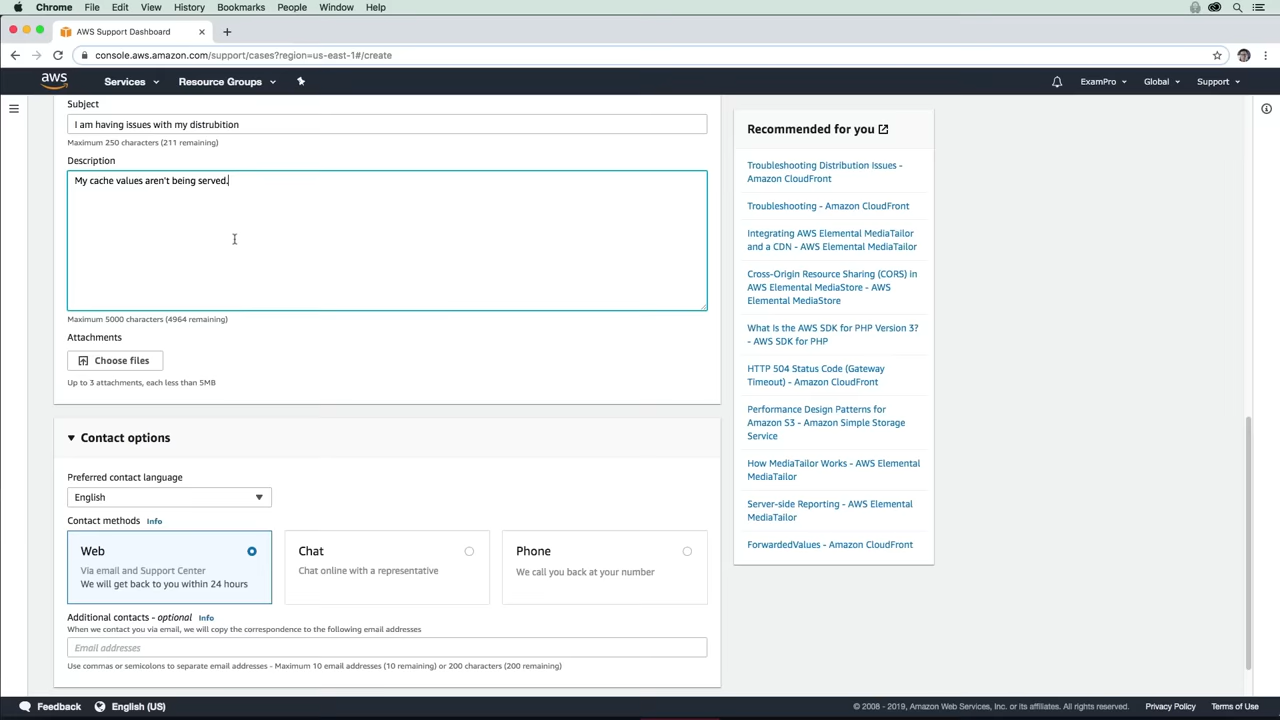 Chrome File Edit View History Bookmarks People Window Help
AWS Support Dashboard
console.aws.amazon.com/support/cases?region=us-east-1#/create
aws Services Resource Groups ExamPro Global Support
Subject
I am having issues with my distrubition
Maximum 250 characters (211 remaining)
Description
My cache values aren't being served.
Maximum 5000 characters (4964 remaining)
Attachments
Choose files
Up to 3 attachments, each less than 5MB
Contact options
Preferred contact language
English
Contact methods Info
Web
Via email and Support Center
We will get back to you within 24 hours
Chat
Chat online with a representative
Phone
We call you back at your number
Additional contacts - optional Info
When we contact you via email, we will copy the correspondence to the following email addresses
Email addresses
Use commas or semicolons to separate email addresses - Maximum 10 email addresses (10 remaining) or 200 characters (200 remaining)
Recommended for you
Troubleshooting Distribution Issues -
Amazon CloudFront
Troubleshooting - Amazon CloudFront
Integrating AWS Elemental MediaTailor
and a CDN - AWS Elemental MediaTailor
Cross-Origin Resource Sharing (CORS) in
AWS Elemental MediaStore - AWS
Elemental MediaStore
What Is the AWS SDK for PHP Version 3?
- AWS SDK for PHP
HTTP 504 Status Code (Gateway
Timeout) - Amazon CloudFront
Performance Design Patterns for
Amazon S3 - Amazon Simple Storage
Service
How MediaTailor Works - AWS Elemental
MediaTailor
Server-side Reporting - AWS Elemental
MediaTailor
ForwardedValues - Amazon CloudFront
Feedback English (US) © 2008 - 2019, Amazon Web Services, Inc. or its affiliates. All rights reserved. Privacy Policy Terms of Use